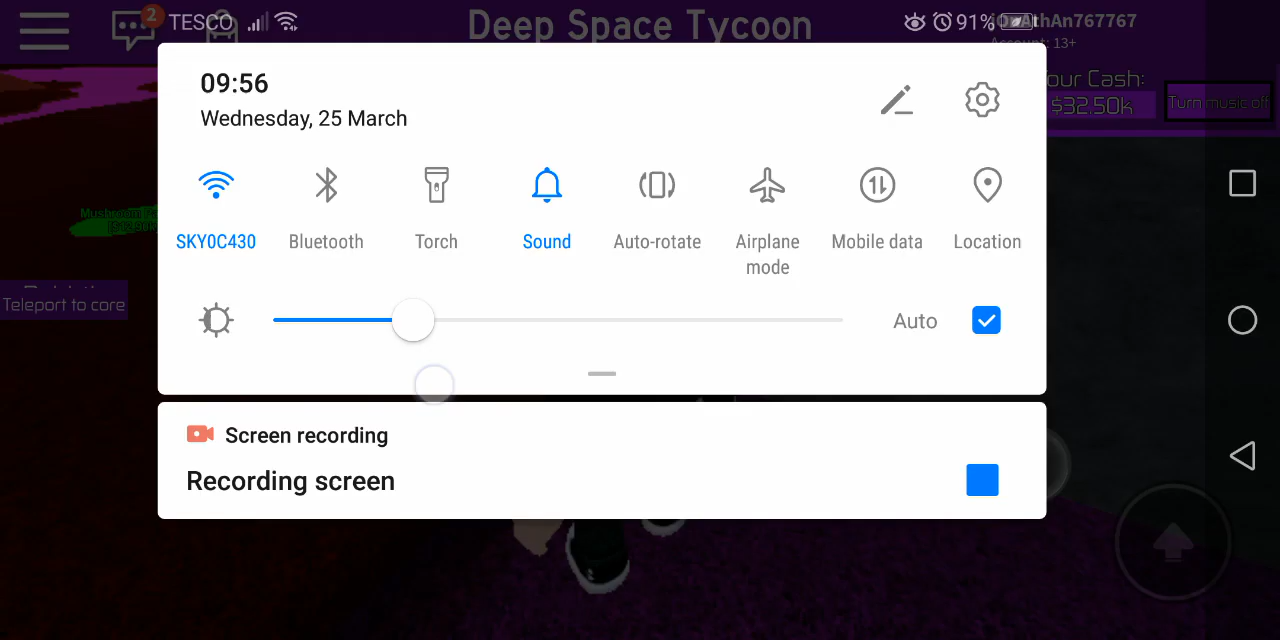 2
TESCO
Deep Space Tycoon
91%
Account: 13+
09:56
Wednesday, 25 March
our Cash:
$32.50k
Turn music off
SKY0C430
Bluetooth
Torch
Sound
Auto-rotate
Airplane
mode
Mobile data
Location
Mushroom
Teleport to core
Auto
Screen recording
Recording screen